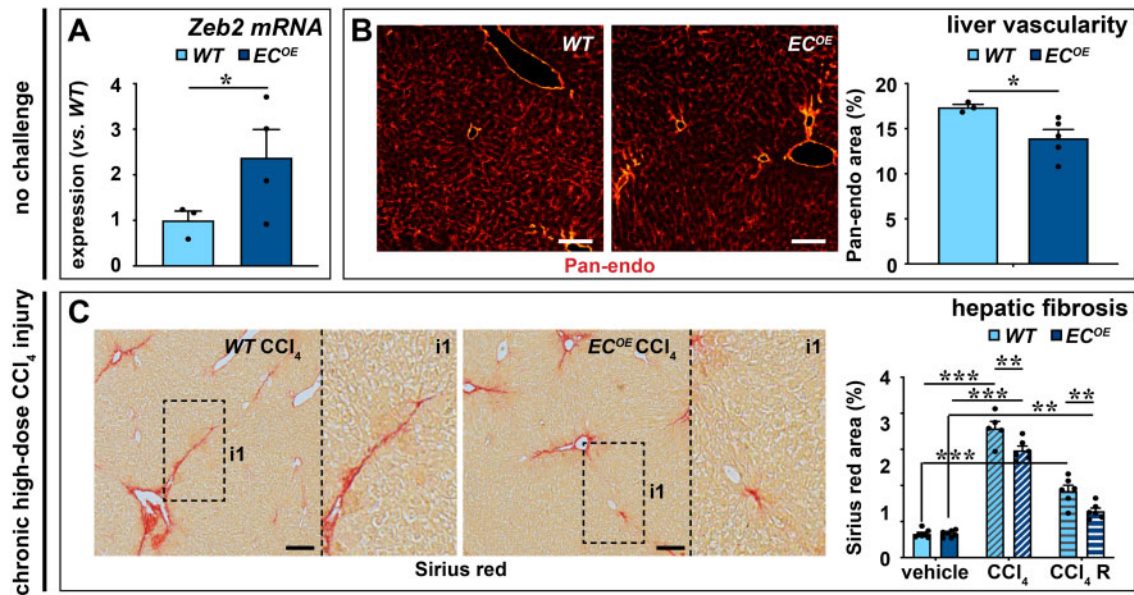 no challenge
A
Zeb2 mRNA
WT EC^OE
expression (vs. WT)
4
3
2
1
0
*
B
liver vascularity
WT
EC^OE
Pan-endo
WT EC^OE
Pan-endo area (%)
20
15
10
5
0
*
chronic high-dose CCl₄ injury
C
hepatic fibrosis
WT CCl₄
i1
i1
EC^OE CCl₄
i1
i1
Sirius red
WT EC^OE
Sirius red area (%)
4
3
2
1
0
***
**
***
**
**
***
vehicle CCl₄ CCl₄ R